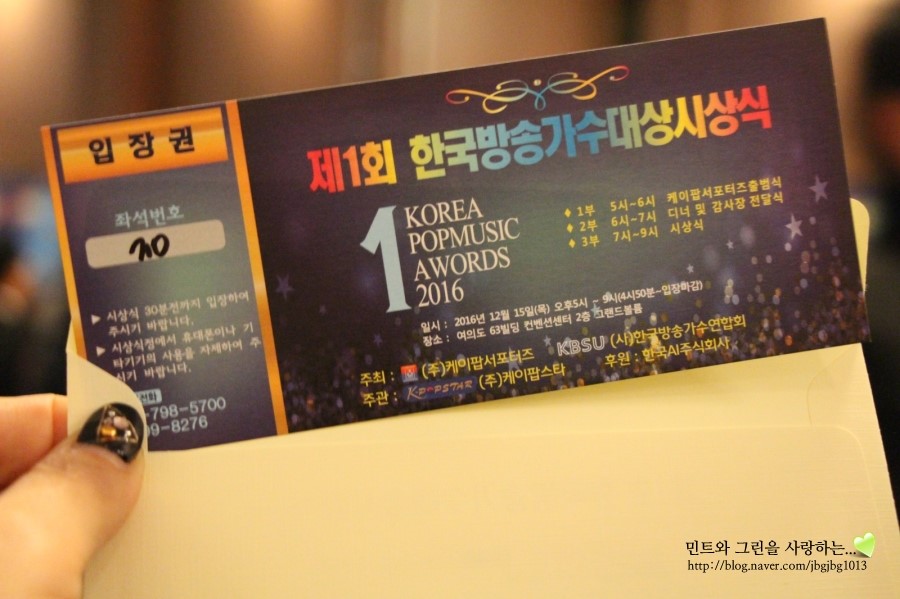 입장권
좌석번호
30
▶ 시상식 30분전까지 입장하여
주시기 바랍니다.
▶ 시상식장에서 휴대폰이나 기
타기기의 사용을 자제하여 주
시기 바랍니다.
-798-5700
99-8276
제1회 한국방송가수대상시상식
1 KOREA
POPMUSIC
AWORDS
2016
♦ 1부 5시~6시 케이팝서포터즈출범식
♦ 2부 6시~7시 디너 및 감사장 전달식
♦ 3부 7시~9시 시상식
일시 : 2016년 12월 15일(목) 오후5시 - 9시(4시50분~입장마감)
장소 : 여의도 63빌딩 컨벤션센터 2층 그랜드볼룸
주최 : (주)케이팝서포터즈 KBSU (사)한국방송가수연합회
주관 : KPOPSTAR (주)케이팝스타 후원 : 한국시주식회사
민트와 그린을 사랑하는...
http://blog.naver.com/jbgjbg1013